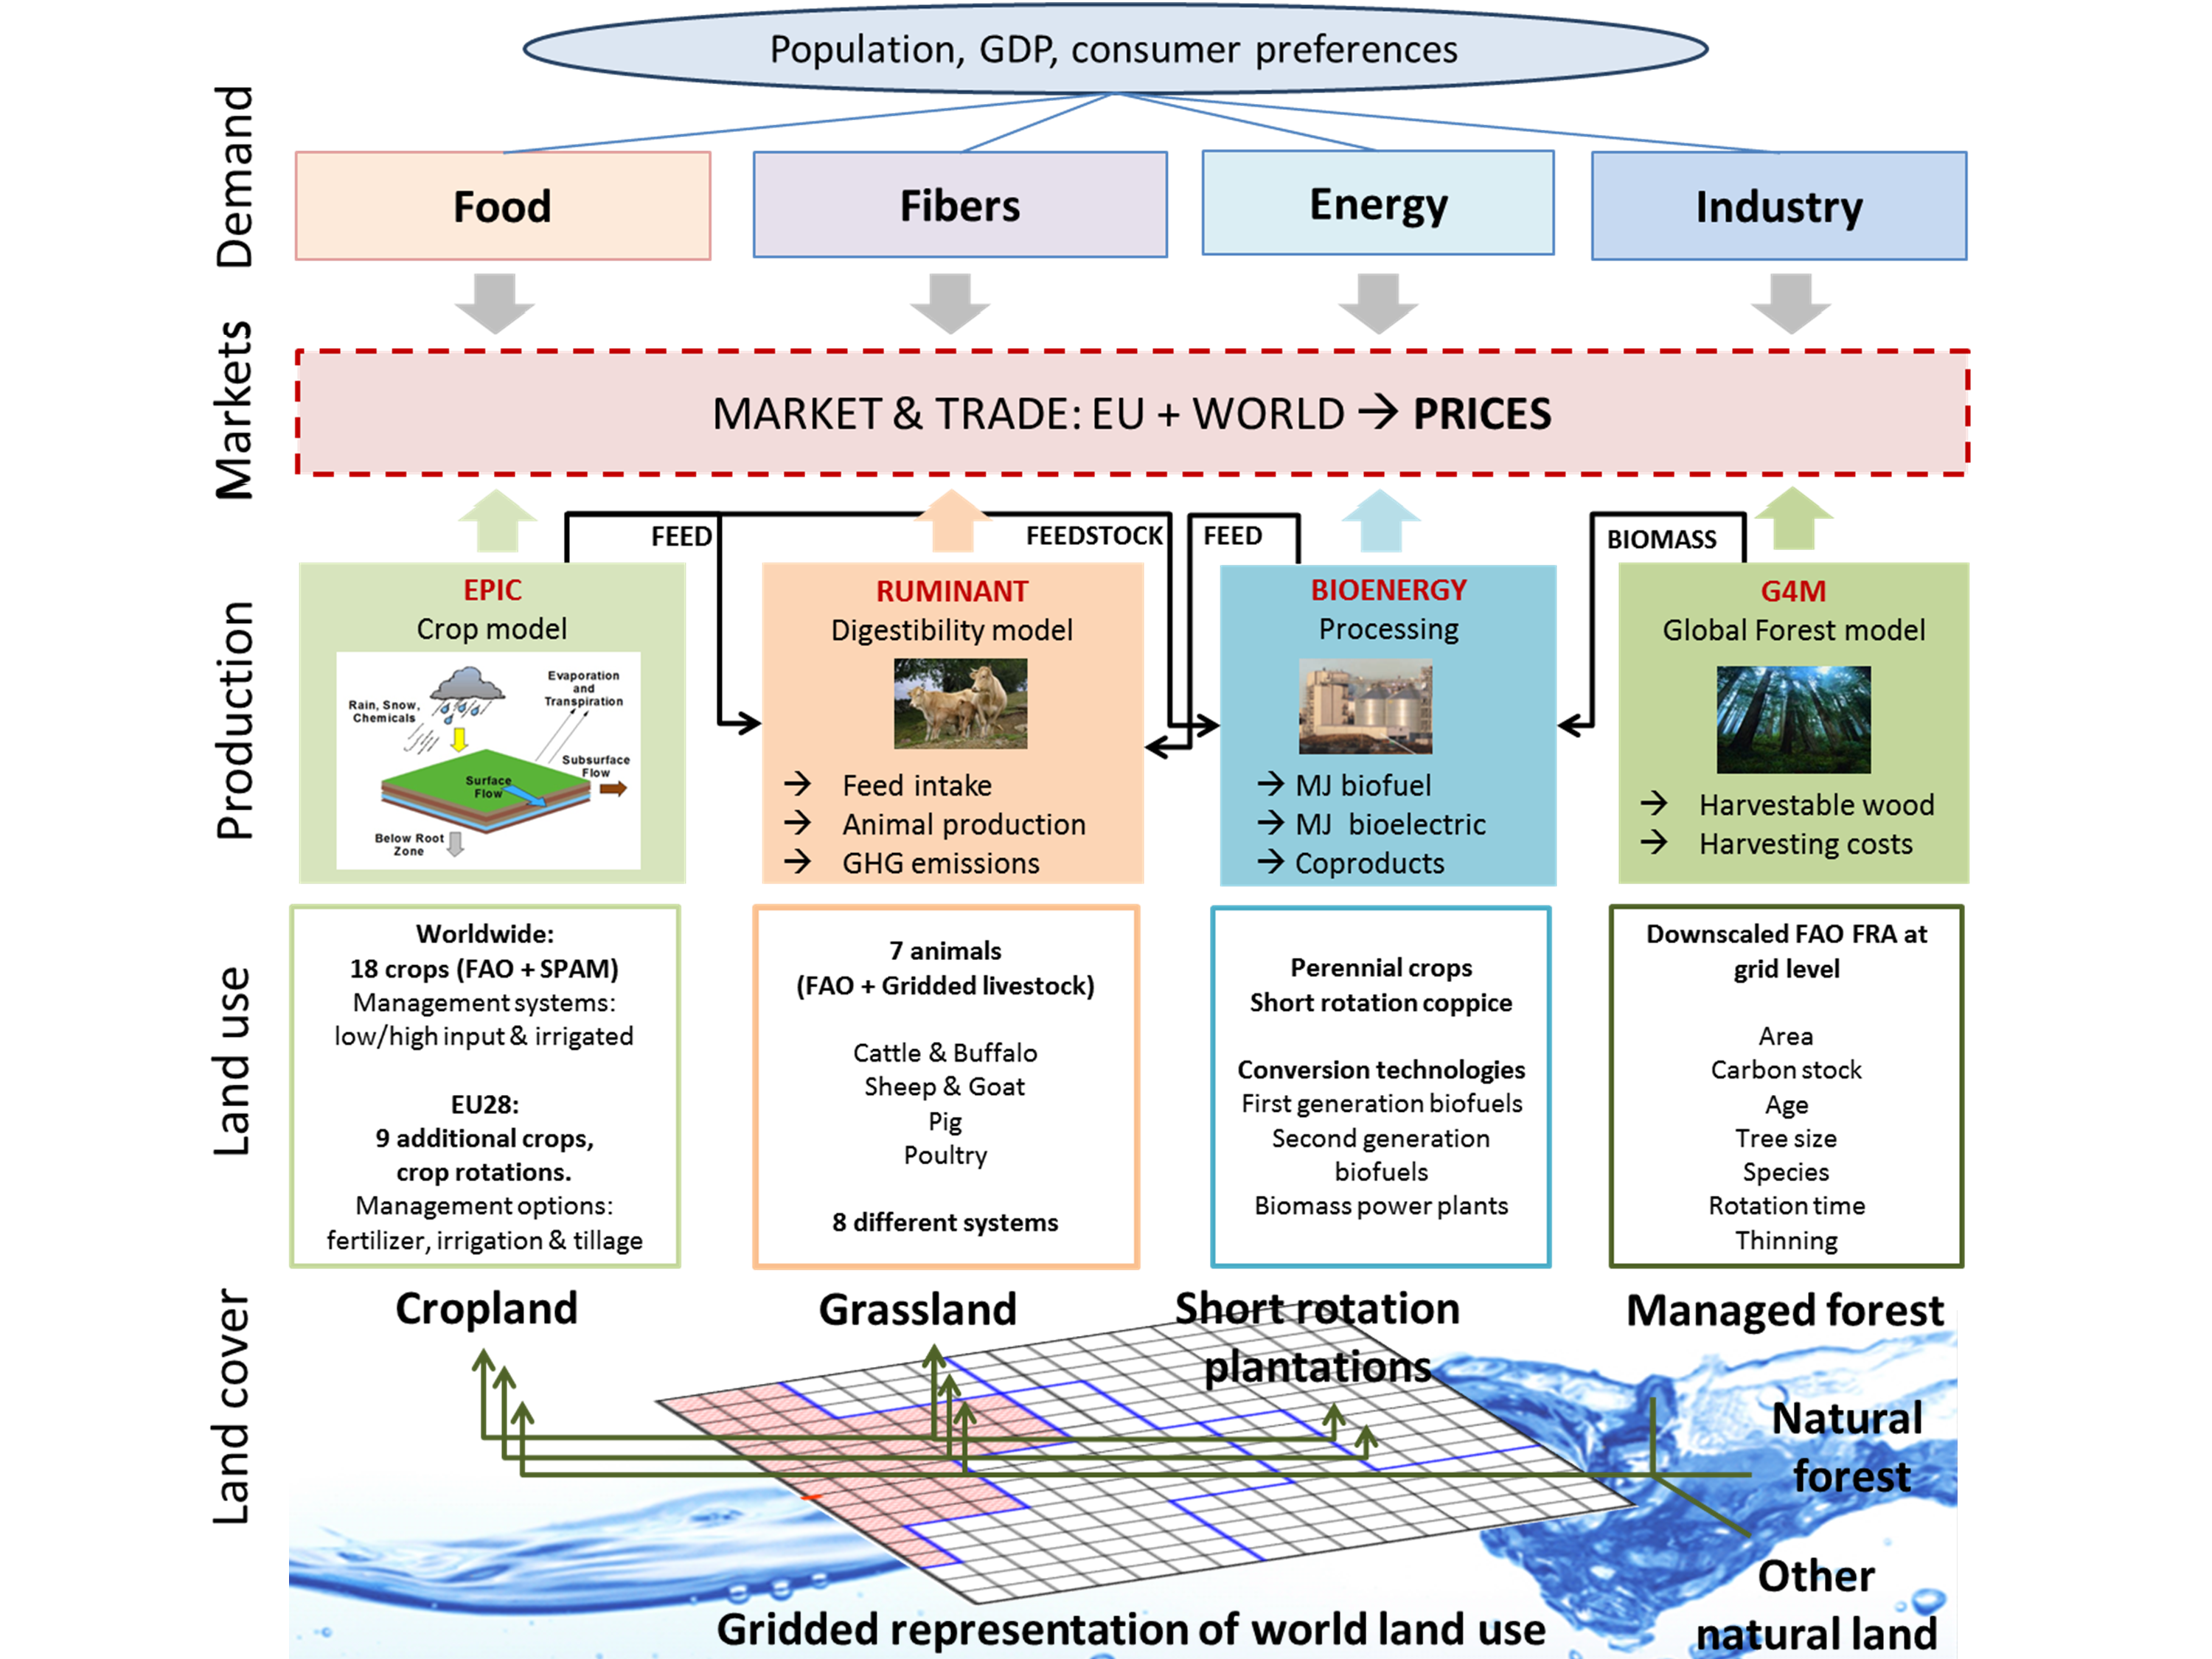 Population, GDP, consumer preferences
Demand
Food
Fibers
Energy
Industry
Markets
MARKET & TRADE: EU + WORLD → PRICES
FEED
FEEDSTOCK
FEED
BIOMASS
Production
EPIC
Crop model
Rain, Snow,
Chemicals
Evaporation
and
Transpiration
Subsurface
Flow
Surface
Flow
Below Root
Zone
RUMINANT
Digestibility model
→ Feed intake
→ Animal production
→ GHG emissions
BIOENERGY
Processing
→ MJ biofuel
→ MJ bioelectric
→ Coproducts
G4M
Global Forest model
→ Harvestable wood
→ Harvesting costs
Land use
Worldwide:
18 crops (FAO + SPAM)
Management systems:
low/high input & irrigated
EU28:
9 additional crops,
crop rotations.
Management options:
fertilizer, irrigation & tillage
7 animals
(FAO + Gridded livestock)
Cattle & Buffalo
Sheep & Goat
Pig
Poultry
8 different systems
Perennial crops
Short rotation coppice
Conversion technologies
First generation biofuels
Second generation
biofuels
Biomass power plants
Downscaled FAO FRA at
grid level
Area
Carbon stock
Age
Tree size
Species
Rotation time
Thinning
Land cover
Cropland
Grassland
Short rotation
plantations
Managed forest
Natural
forest
Other
natural land
Gridded representation of world land use